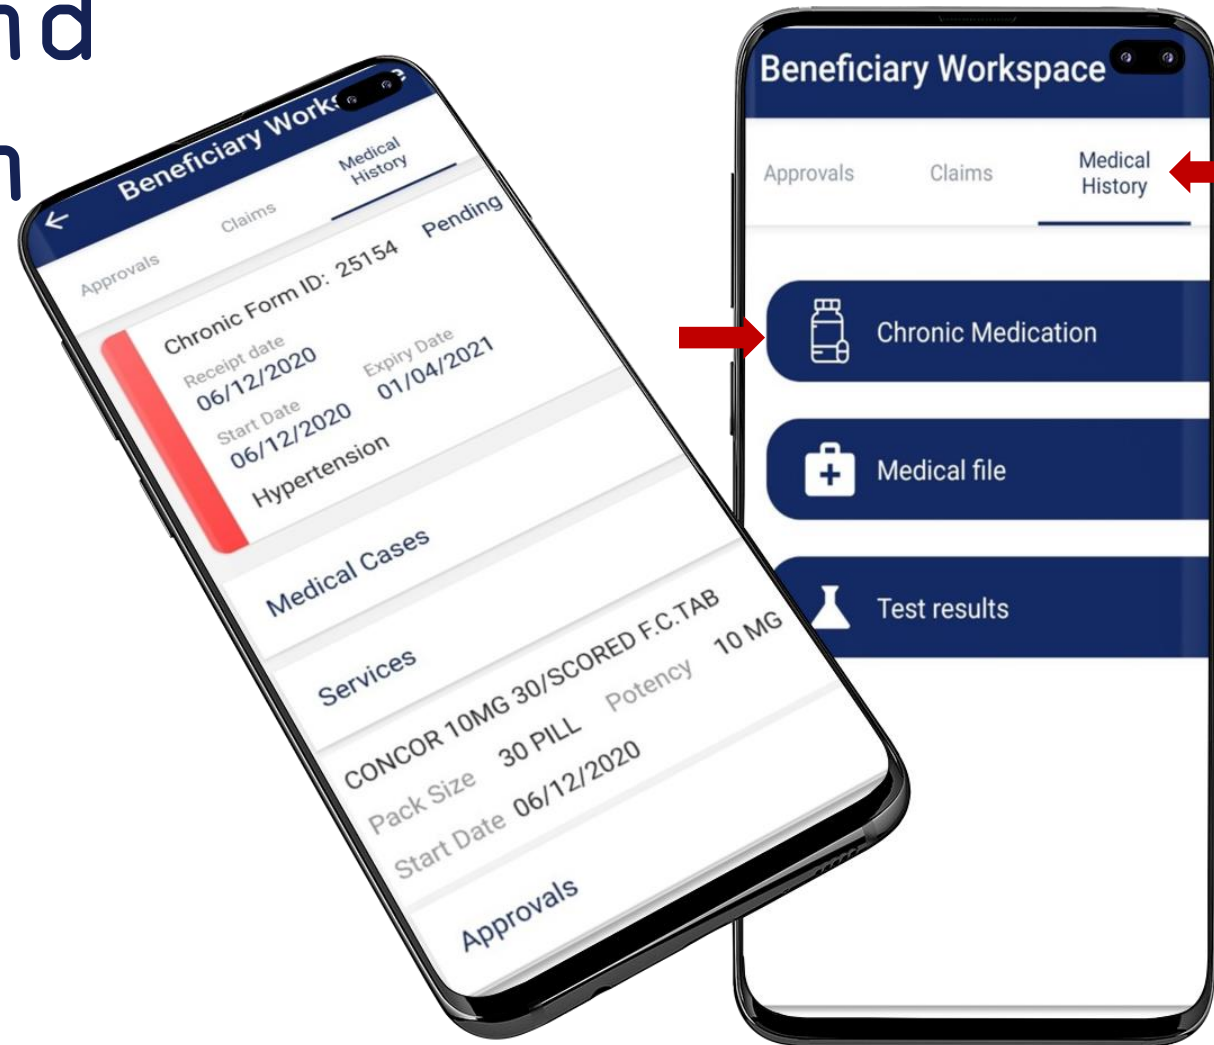 nd
n
Beneficiary Works
Approvals
Claims
Medical
History
Chronic Form ID: 25154
Pending
Receipt date
06/12/2020
Start Date
Expiry Date
06/12/2020
01/04/2021
Hypertension
Medical Cases
Services
CONCOR 10MG 30/SCORED F.C.TAB
Pack Size 30 PILL Potency 10 MG
Start Date 06/12/2020
Approvals
Beneficiary Workspace
Approvals
Claims
Medical
History
Chronic Medication
Medical file
Test results